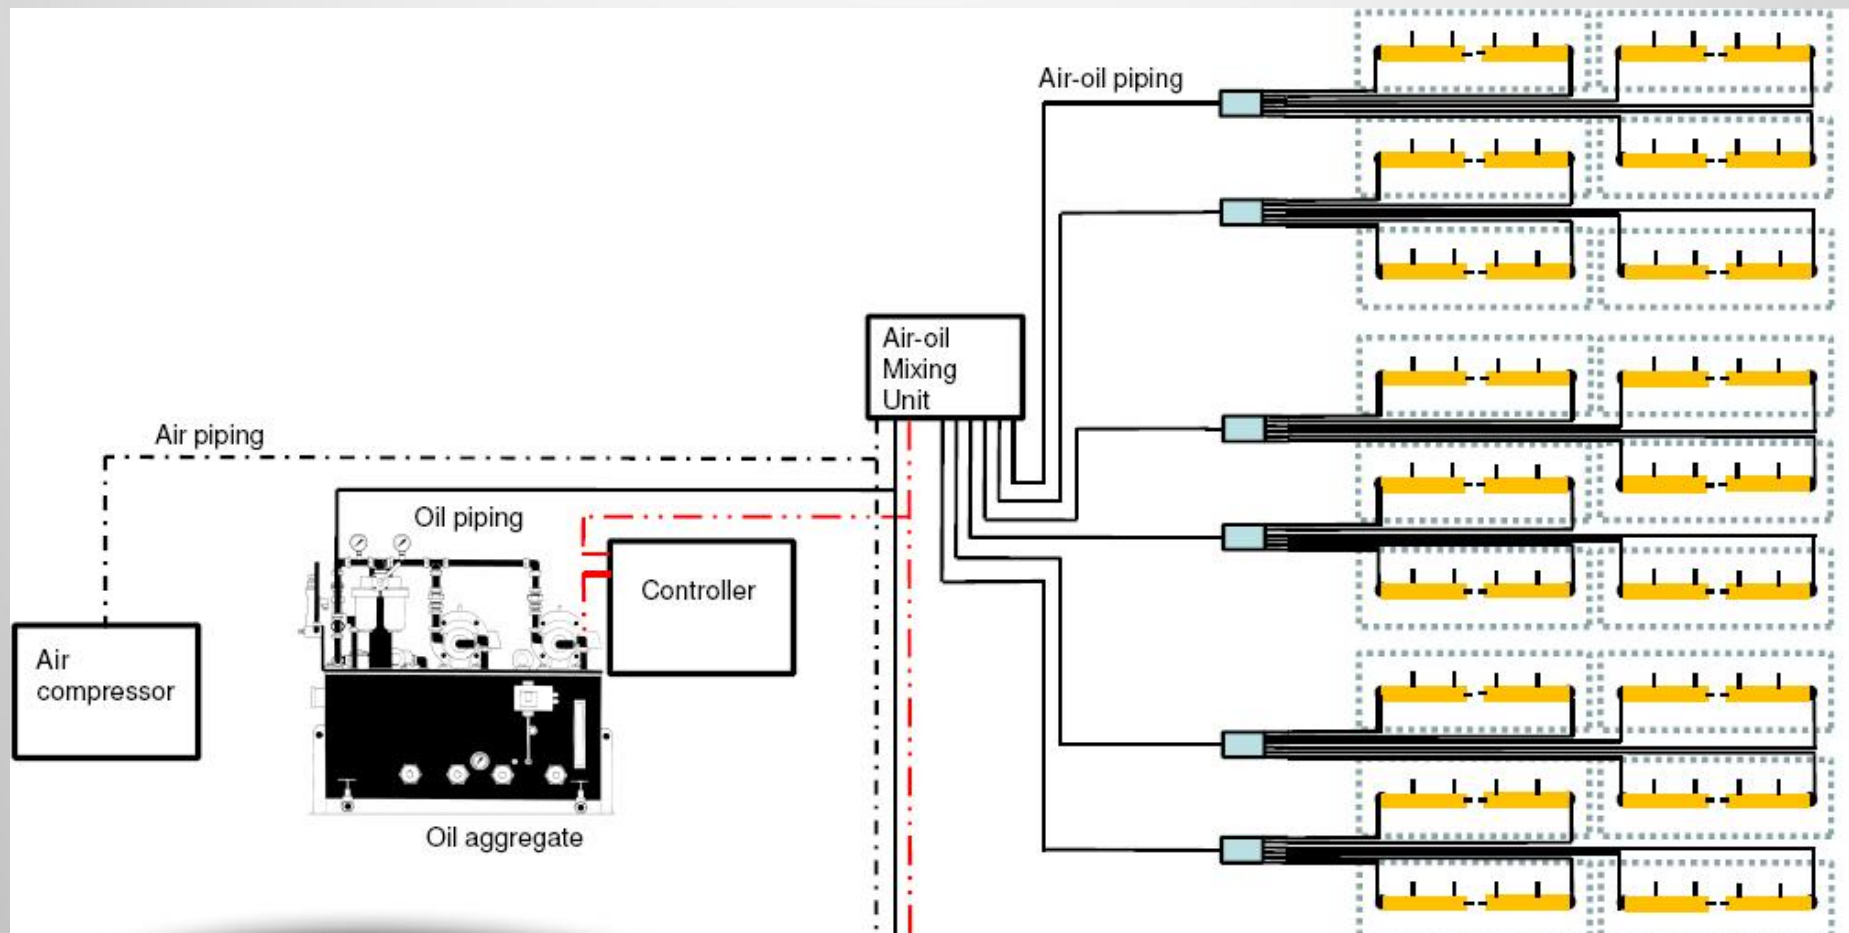 Air-oil piping
Air-oil
Mixing
Unit
Air piping
Oil piping
Controller
Air
compressor
Oil aggregate